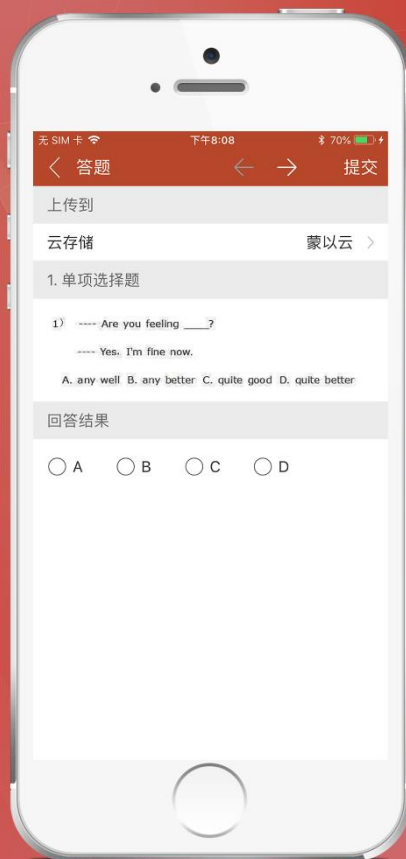 无 SIM 卡 下午8:08 70%
答题 ← → 提交
上传到
云存储 蒙以云
1. 单项选择题
1） ---- Are you feeling ____?
---- Yes. I'm fine now.
A. any well B. any better C. quite good D. quite better
回答结果
A B C D